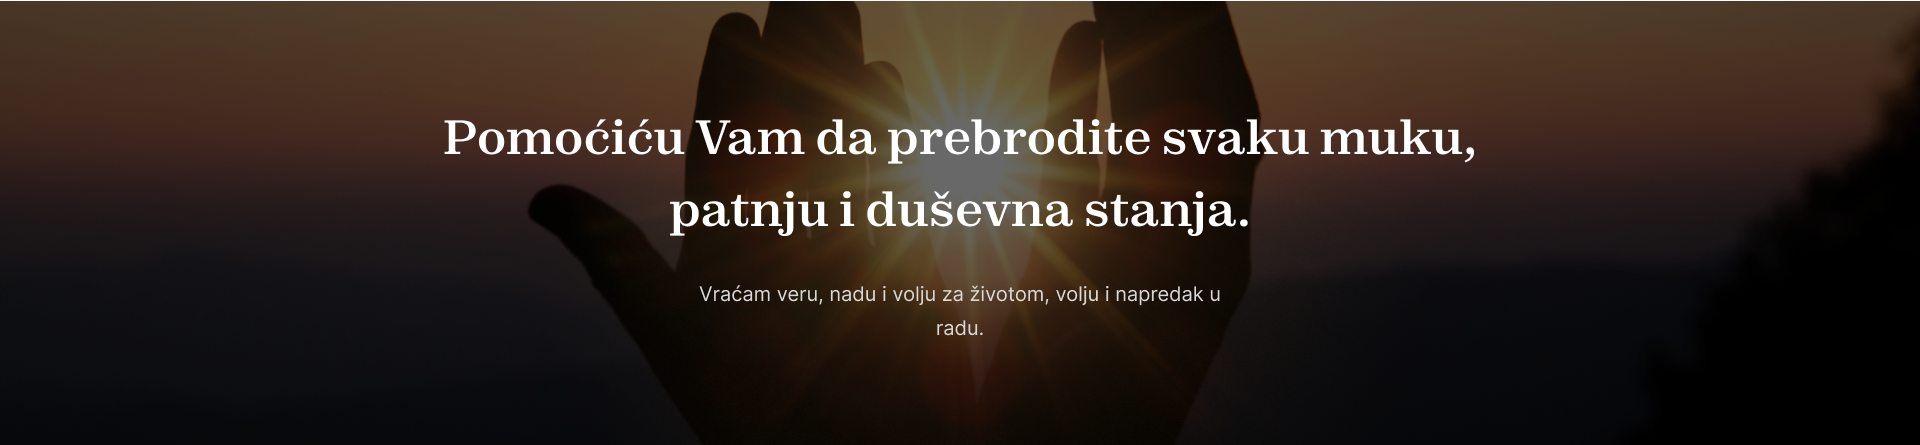 Pomoćiću Vam da prebrodite svaku muku,
patnju i duševna stanja.
Vraćam veru, nadu i volju za životom, volju i napredak u
radu.